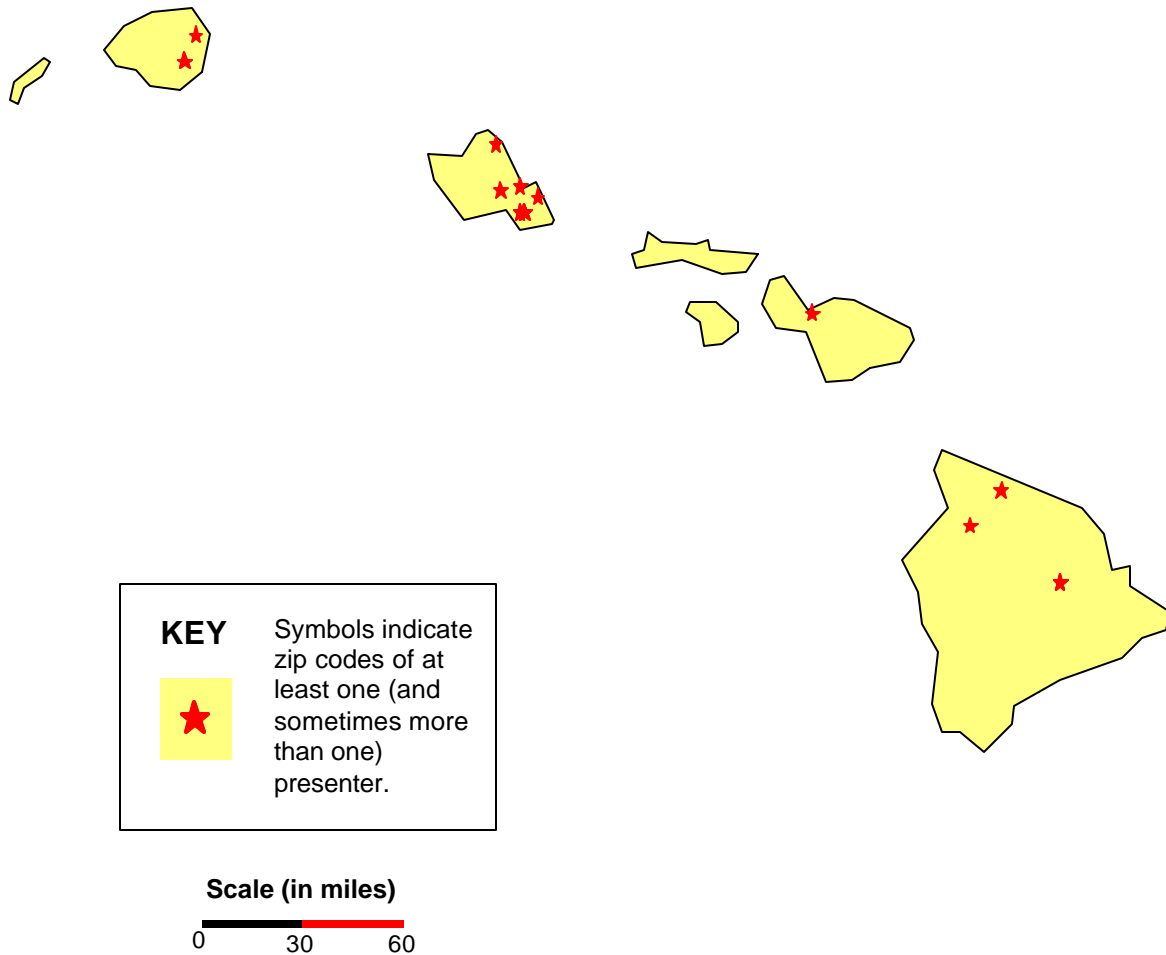 KEY
Symbols indicate
zip codes of at
least one (and
sometimes more
than one)
presenter.
Scale (in miles)
0 30 60